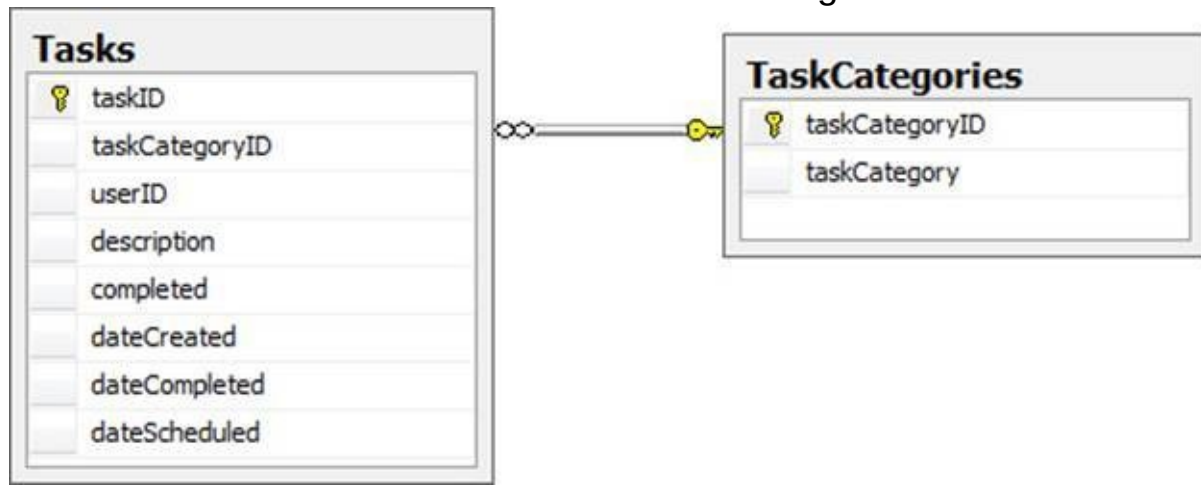 Tasks
taskID
taskCategoryID
userID
description
completed
dateCreated
dateCompleted
dateScheduled
TaskCategories
taskCategoryID
taskCategory